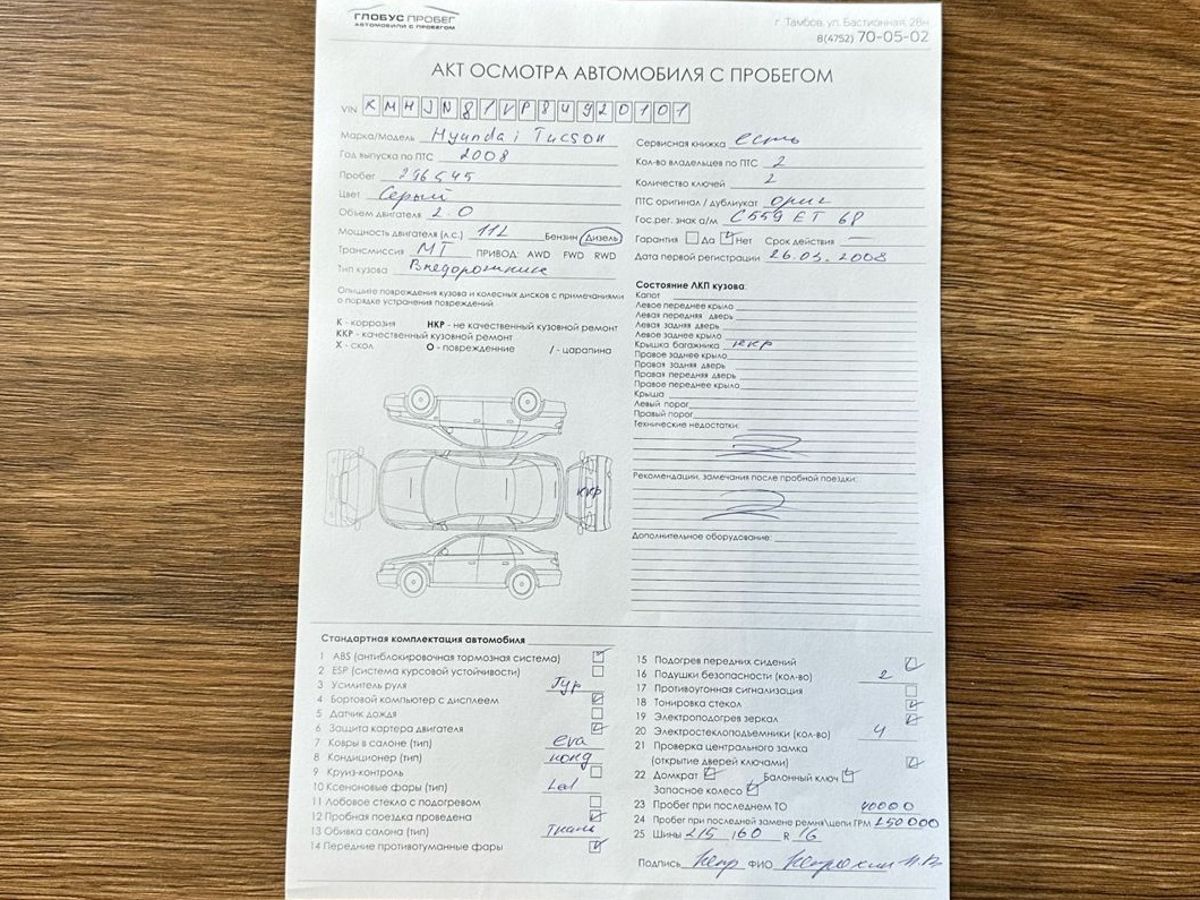 ГЛОБУС ПРОБЕГ
АВТОМОБИЛИ С ПРОБЕГОМ
г. Тамбов, ул. Бастионная, 28н
8(4752) 70-05-02
АКТ ОСМОТРА АВТОМОБИЛЯ С ПРОБЕГОМ
VIN KMHJN81VP8U920101
Марка/Модель Hyundai Tucson
Год выпуска по ПТС 2008
Пробег 296545
Цвет Серый
Объем двигателя 2.0
Мощность двигателя (л.с.) 112 Бензин Дизель
Трансмиссия МТ ПРИВОД: AWD FWD RWD
Тип кузова Внедорожник
Опишите повреждения кузова и колесных дисков с примечаниями
о порядке устранения повреждений
К - коррозия НКР - не качественный кузовной ремонт
ККР - качественный кузовной ремонт
Х - скол О - повреждение / - царапина
ККР
Сервисная книжка есть
Кол-во владельцев по ПТС 2
Количество ключей 2
ПТС оригинал / дубликат ориг
Гос.рег. знак а/м С559ЕТ 68
Гарантия Да Нет Срок действия —
Дата первой регистрации 26.03.2008
Состояние ЛКП кузова:
Капот
Левое переднее крыло
Левая передняя дверь
Левая задняя дверь
Левое заднее крыло
Крышка багажника ккр
Правое заднее крыло
Правая задняя дверь
Правая передняя дверь
Правое переднее крыло
Крыша
Левый порог
Правый порог
Технические недостатки:
Рекомендации, замечания после пробной поездки:
Дополнительное оборудование:
Стандартная комплектация автомобиля
1 ABS (антиблокировочная тормозная система)
2 ESP (система курсовой устойчивости)
3 Усилитель руля Гур
4 Бортовой компьютер с дисплеем
5 Датчик дождя
6 Защита картера двигателя
7 Ковры в салоне (тип) eva
8 Кондиционер (тип) конд
9 Круиз-контроль
10 Ксеноновые фары (тип)
11 Лобовое стекло с подогревом
12 Пробная поездка проведена
13 Обивка салона (тип) Ткань
14 Передние противотуманные фары
15 Подогрев передних сидений
16 Подушки безопасности (кол-во) 2
17 Противоугонная сигнализация
18 Тонировка стекол
19 Электроподогрев зеркал
20 Электростеклоподъемники (кол-во) 4
21 Проверка центрального замка
(открытие дверей ключами)
22 Домкрат Балонный ключ
Запасное колесо
23 Пробег при последнем ТО
24 Пробег при последней замене ремня\цепи ГРМ 250000
25 Шины 215 /60 R 16
Подпись ФИО